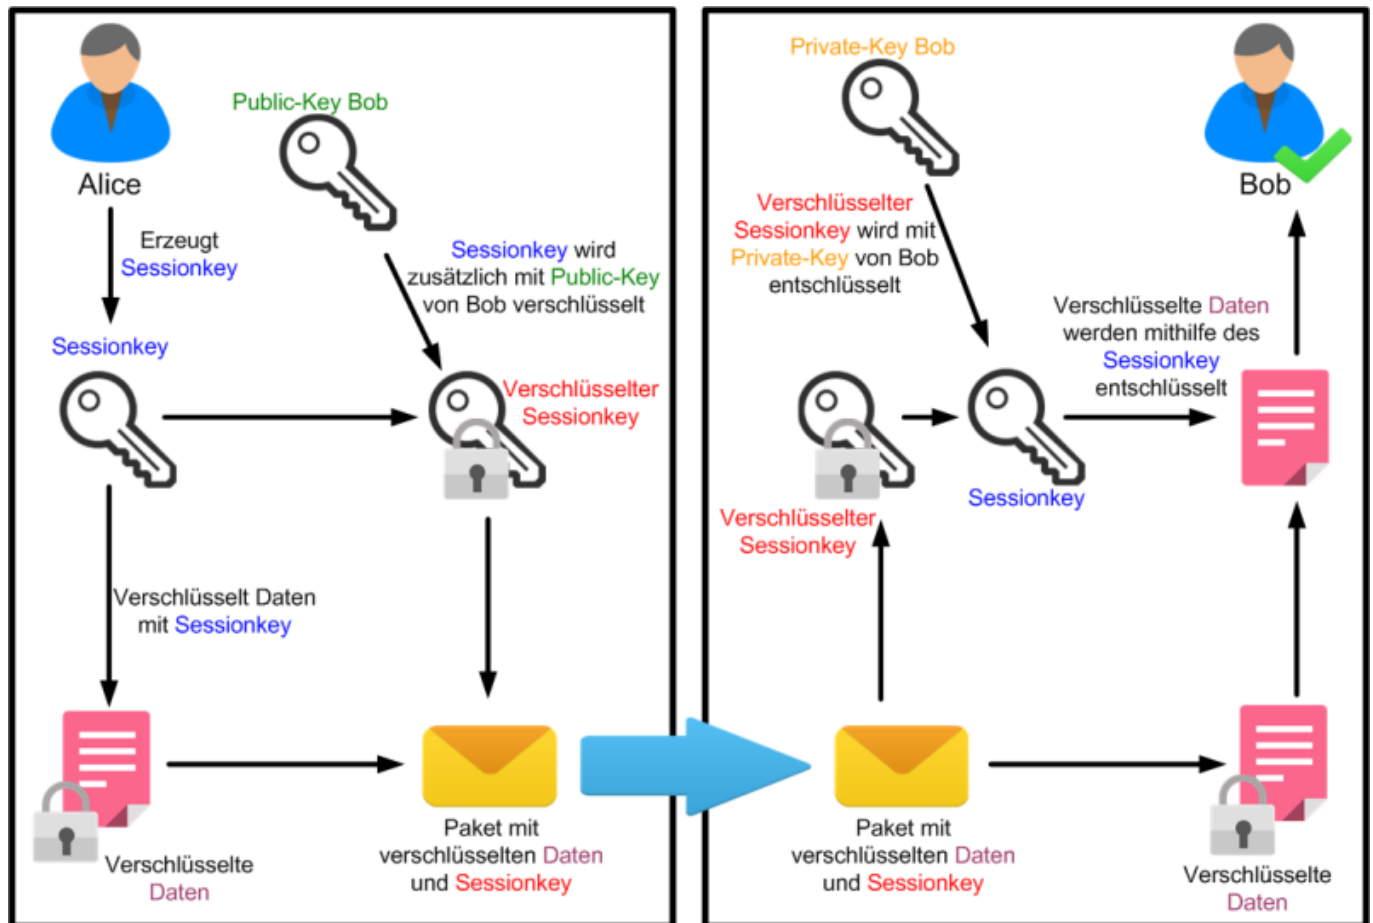 Alice
Public-Key Bob
Erzeugt
Sessionkey
Sessionkey wird
zusätzlich mit Public-Key
von Bob verschlüsselt
Sessionkey
Verschlüsselter
Sessionkey
Verschlüsselt Daten
mit Sessionkey
Verschlüsselte
Daten
Paket mit
verschlüsselten Daten
und Sessionkey
Private-Key Bob
Bob
Verschlüsselter
Sessionkey wird mit
Private-Key von Bob
entschlüsselt
Verschlüsselte Daten
werden mithilfe des
Sessionkey
entschlüsselt
Sessionkey
Verschlüsselter
Sessionkey
Paket mit
verschlüsselten Daten
und Sessionkey
Verschlüsselte
Daten